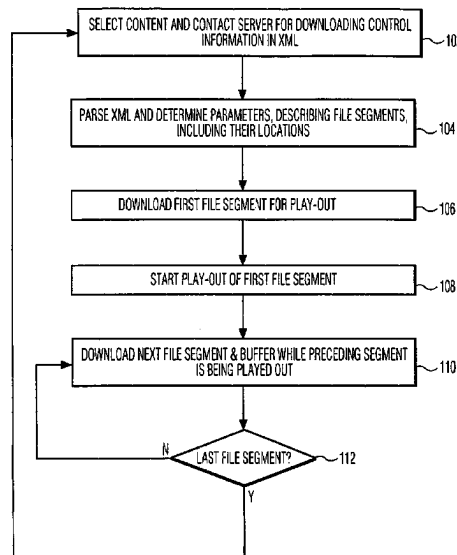 SELECT CONTENT AND CONTACT SERVER FOR DOWNLOADING CONTROL
INFORMATION IN XML
10
PARSE XML AND DETERMINE PARAMETERS, DESCRIBING FILE SEGMENTS,
INCLUDING THEIR LOCATIONS
104
DOWNLOAD FIRST FILE SEGMENT FOR PLAY-OUT
106
START PLAY-OUT OF FIRST FILE SEGMENT
108
DOWNLOAD NEXT FILE SEGMENT & BUFFER WHILE PRECEDING SEGMENT
IS BEING PLAYED OUT
110
N
LAST FILE SEGMENT?
112
Y